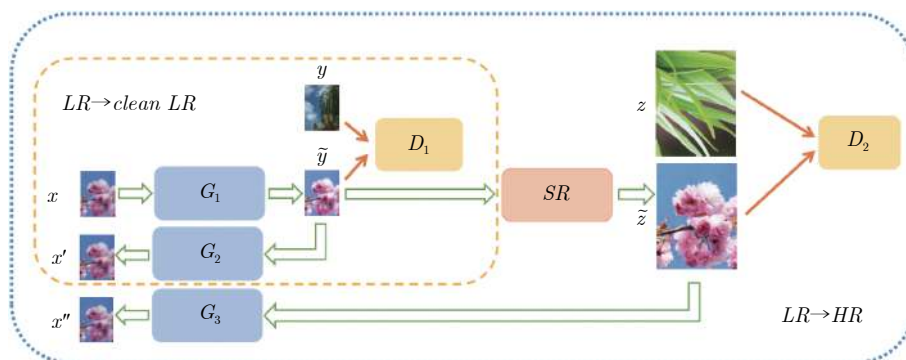 y
LR→clean LR
z
D₁
D₂
ỹ
x
G₁
SR
z̃
x′
G₂
x″
G₃
LR→HR